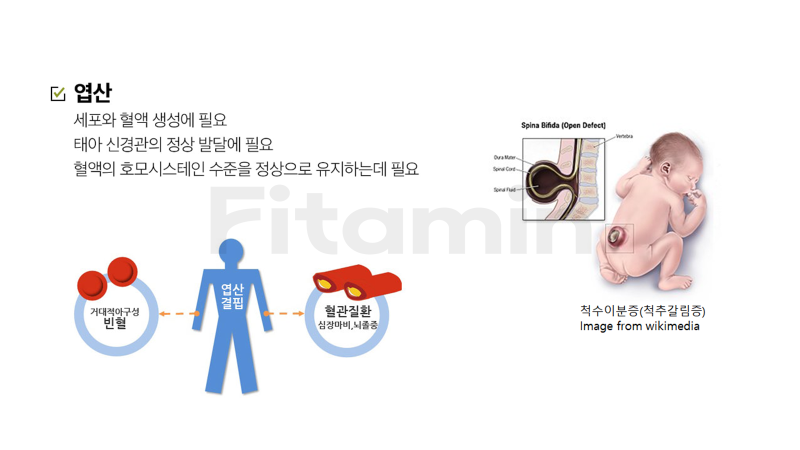 엽산
세포와 혈액 생성에 필요
태아 신경관의 정상 발달에 필요
혈액의 호모시스테인 수준을 정상으로 유지하는데 필요
Fitamin
엽산
결핍
거대적아구성
빈혈
혈관질환
심장마비,뇌졸중
Spina Bifida (Open Defect)
Vertebra
Dura Mater
Spinal Cord
Spinal Fluid
척수이분증(척추갈림증)
Image from wikimedia